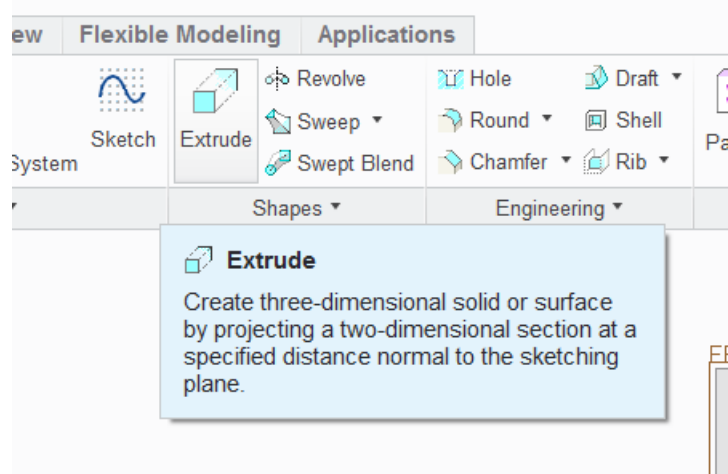 ew Flexible Modeling Applications
Revolve Hole Draft
Sketch Extrude Sweep Round Shell
System Swept Blend Chamfer Rib
Shapes Engineering
Extrude
Create three-dimensional solid or surface
by projecting a two-dimensional section at a
specified distance normal to the sketching
plane.